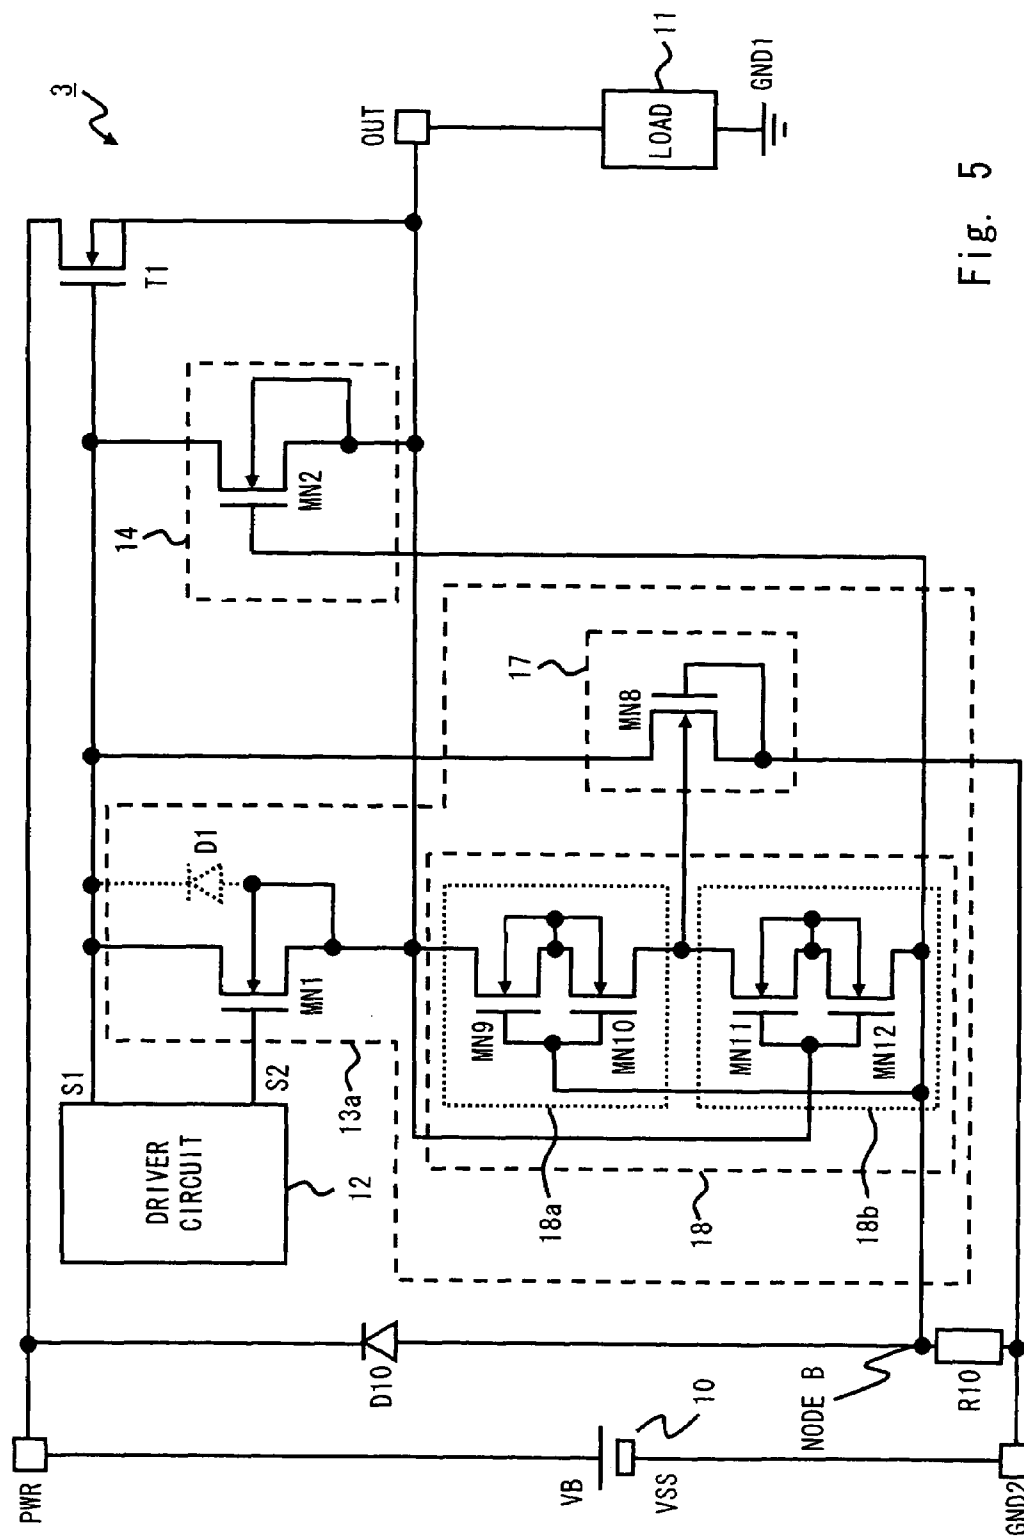 3
PWR
VB
10
VSS
GND2
D10
NODE B
R10
DRIVER
CIRCUIT
12
S1
S2
13a
MN1
D1
18
18a
18b
MN9
MN10
MN11
MN12
17
MN8
14
MN2
T1
OUT
LOAD
11
GND1
Fig. 5